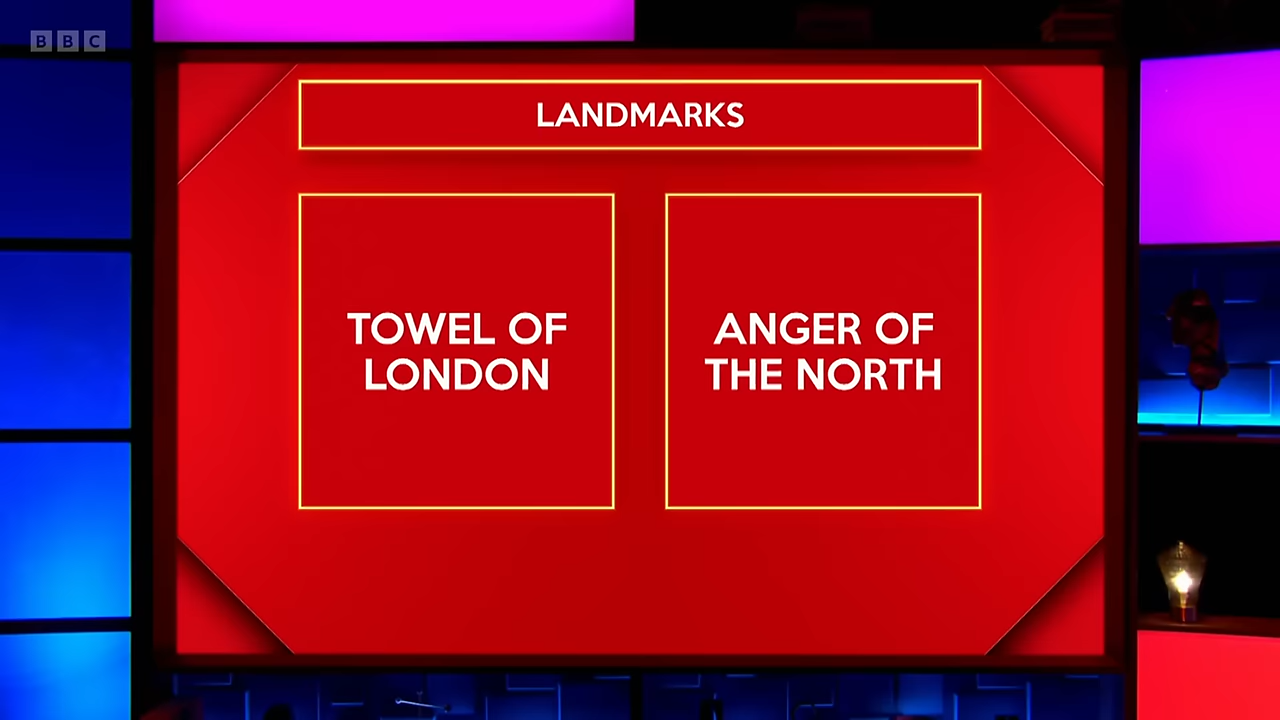 BBC
LANDMARKS
TOWEL OF
LONDON
ANGER OF
THE NORTH